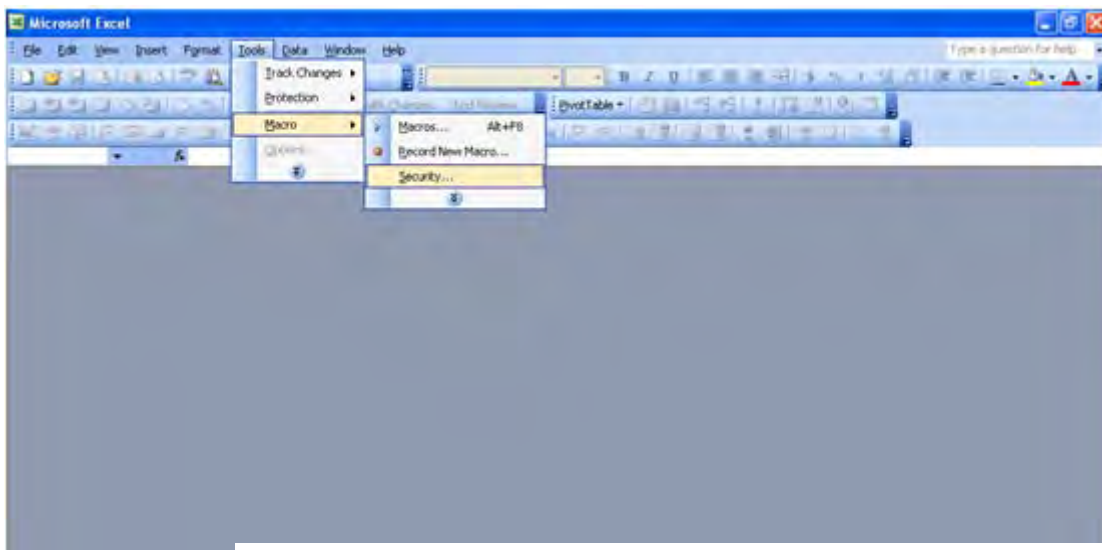 Microsoft Excel
File Edit View Insert Format Tools Data Window Help
Type a question for help
Track Changes
Protection
PivotTable
Macro
Macros... Alt+F8
Options...
Record New Macro...
Security...